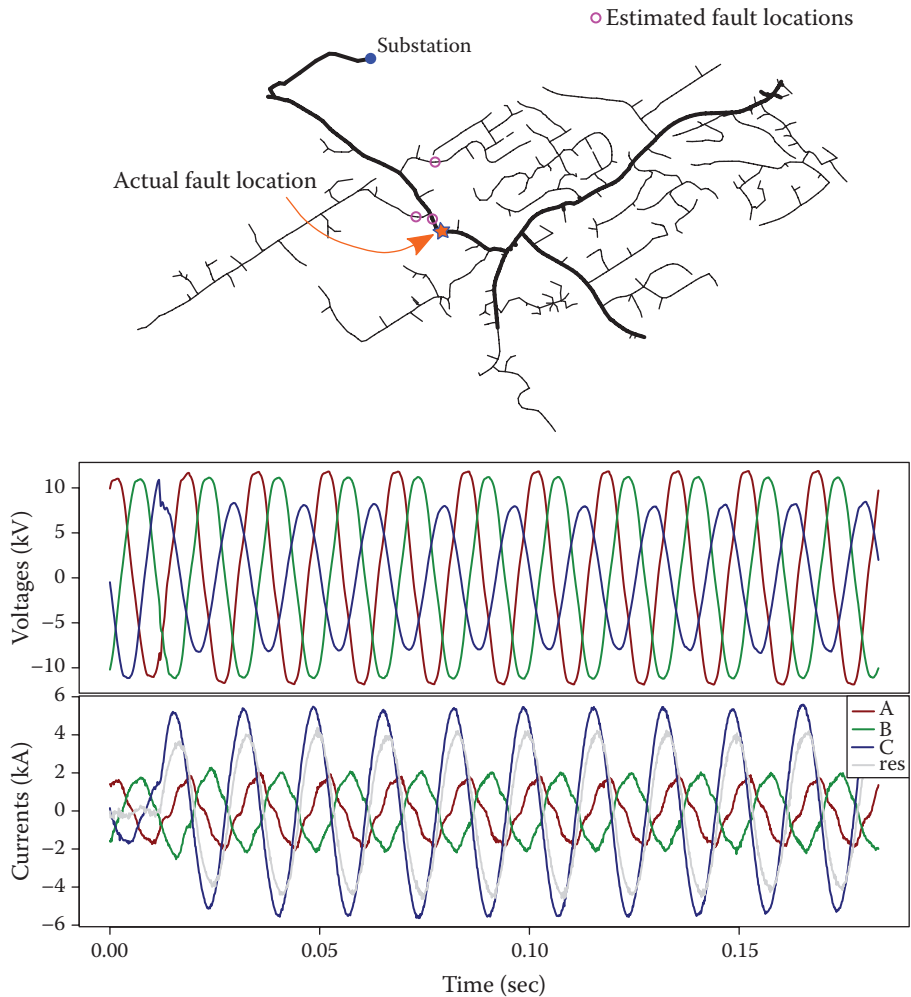 Estimated fault locations
Substation
Actual fault location
Voltages (kV)
10
5
0
−5
−10
Currents (kA)
6
4
2
0
−2
−4
−6
A
B
C
res
0.00
0.05
0.10
0.15
Time (sec)